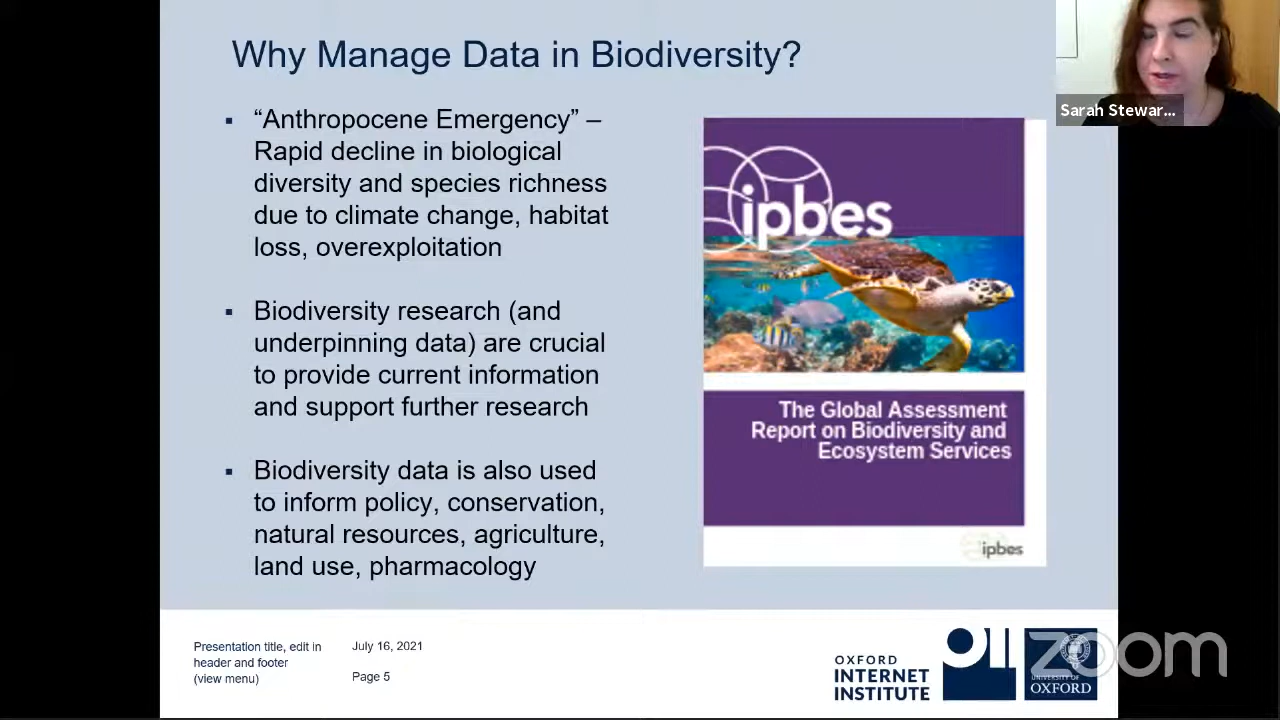 Why Manage Data in Biodiversity?
▪ “Anthropocene Emergency” –
Rapid decline in biological
diversity and species richness
due to climate change, habitat
loss, overexploitation
▪ Biodiversity research (and
underpinning data) are crucial
to provide current information
and support further research
▪ Biodiversity data is also used
to inform policy, conservation,
natural resources, agriculture,
land use, pharmacology
ipbes
The Global Assessment
Report on Biodiversity and
Ecosystem Services
ipbes
Sarah Stewar...
Presentation title, edit in
header and footer
(view menu)
July 16, 2021
Page 5
OXFORD
INTERNET
INSTITUTE
oii
UNIVERSITY OF
OXFORD
zoom